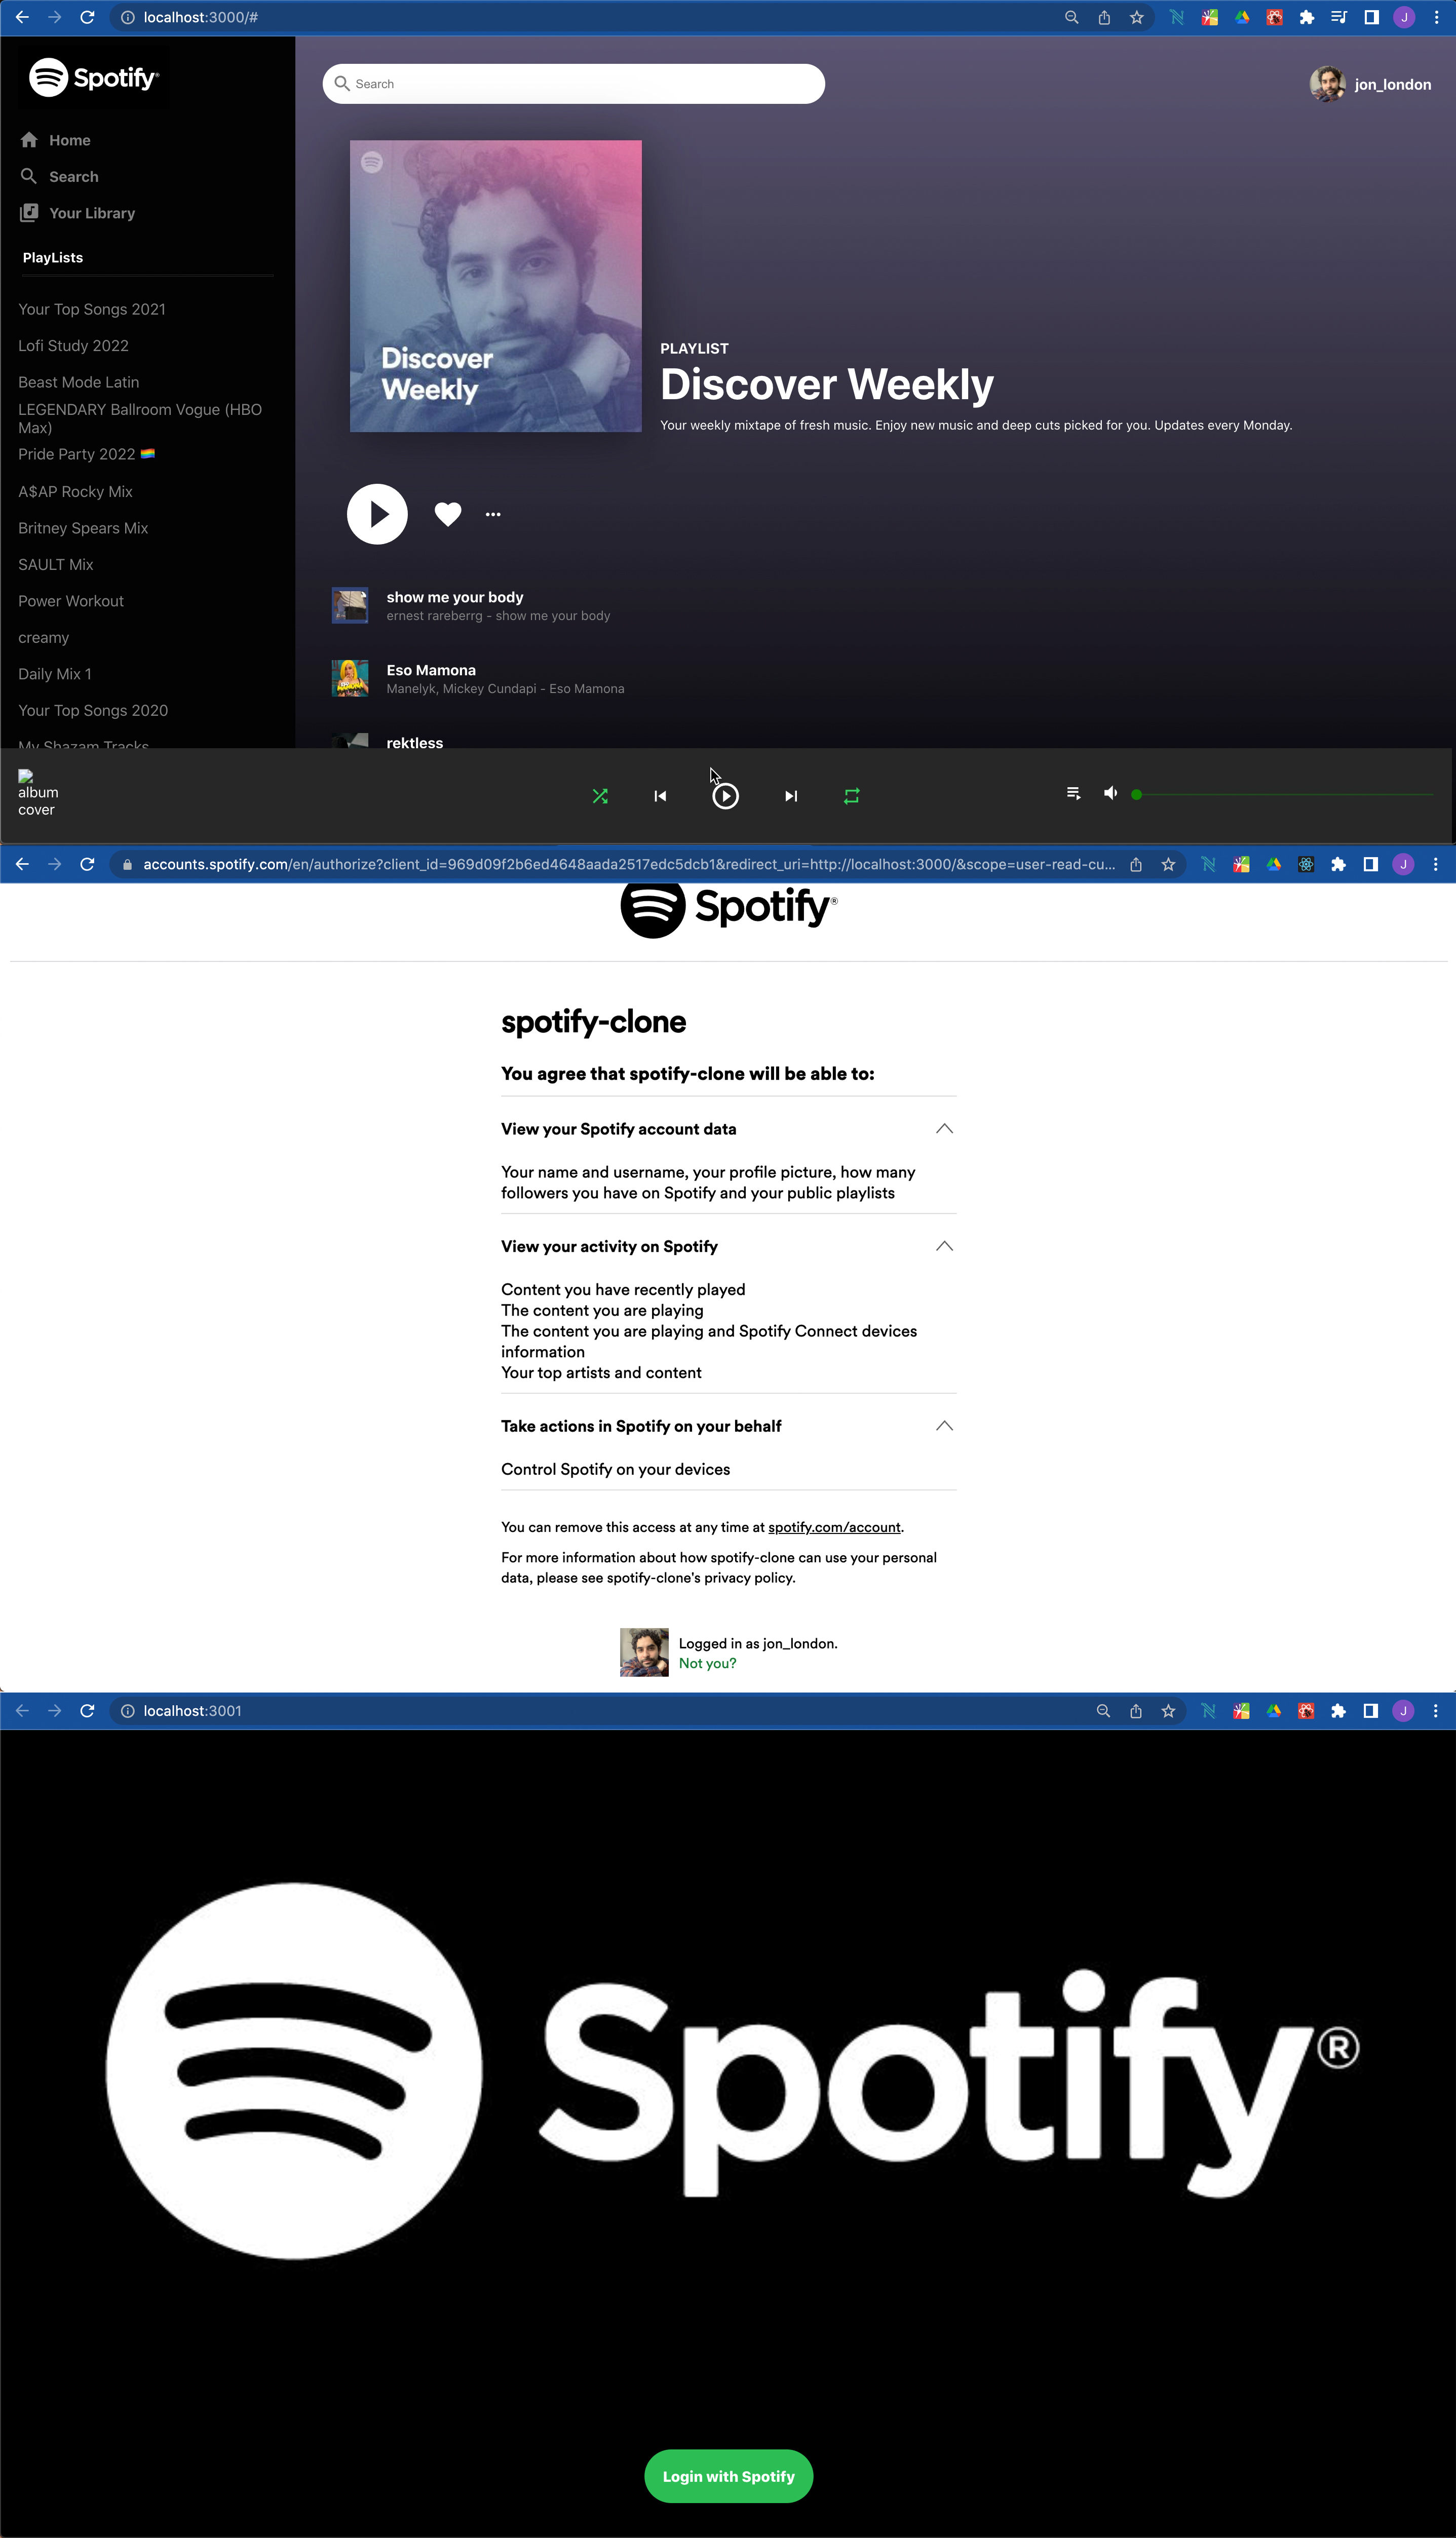 localhost:3000/#
J
Spotify®
Search
jon_london
Home
Search
Your Library
PlayLists
Your Top Songs 2021
Lofi Study 2022
Beast Mode Latin
LEGENDARY Ballroom Vogue (HBO
Max)
Pride Party 2022 🏳️‍🌈
A$AP Rocky Mix
Britney Spears Mix
SAULT Mix
Power Workout
creamy
Daily Mix 1
Your Top Songs 2020
My Shazam Tracks
Discover
Weekly
PLAYLIST
Discover Weekly
Your weekly mixtape of fresh music. Enjoy new music and deep cuts picked for you. Updates every Monday.
show me your body
ernest rareberrg - show me your body
Eso Mamona
Manelyk, Mickey Cundapi - Eso Mamona
rektless
album
cover
accounts.spotify.com/en/authorize?client_id=969d09f2b6ed4648aada2517edc5dcb1&redirect_uri=http://localhost:3000/&scope=user-read-cu...
J
Spotify®
spotify-clone
You agree that spotify-clone will be able to:
View your Spotify account data
Your name and username, your profile picture, how many
followers you have on Spotify and your public playlists
View your activity on Spotify
Content you have recently played
The content you are playing
The content you are playing and Spotify Connect devices
information
Your top artists and content
Take actions in Spotify on your behalf
Control Spotify on your devices
You can remove this access at any time at spotify.com/account.
For more information about how spotify-clone can use your personal
data, please see spotify-clone's privacy policy.
Logged in as jon_london.
Not you?
localhost:3001
J
Spotify®
Login with Spotify